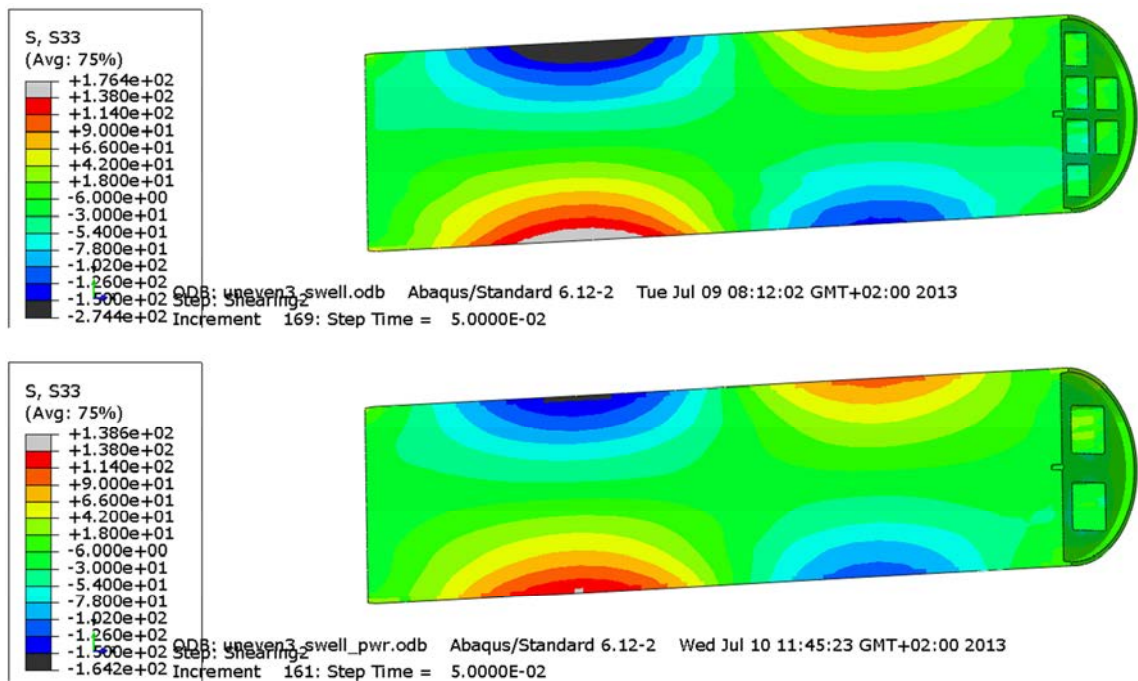 S, S33
(Avg: 75%)
+1.764e+02
+1.380e+02
+1.140e+02
+9.000e+01
+6.600e+01
+4.200e+01
+1.800e+01
-6.000e+00
-3.000e+01
-5.400e+01
-7.800e+01
-1.020e+02
-1.260e+02
-1.500e+02
-2.744e+02
ODB: uneven3_swell.odb Abaqus/Standard 6.12-2 Tue Jul 09 08:12:02 GMT+02:00 2013
Step: Shearing2
Increment 169: Step Time = 5.0000E-02
S, S33
(Avg: 75%)
+1.386e+02
+1.380e+02
+1.140e+02
+9.000e+01
+6.600e+01
+4.200e+01
+1.800e+01
-6.000e+00
-3.000e+01
-5.400e+01
-7.800e+01
-1.020e+02
-1.260e+02
-1.500e+02
-1.642e+02
ODB: uneven3_swell_pwr.odb Abaqus/Standard 6.12-2 Wed Jul 10 11:45:23 GMT+02:00 2013
Step: Shearing2
Increment 161: Step Time = 5.0000E-02